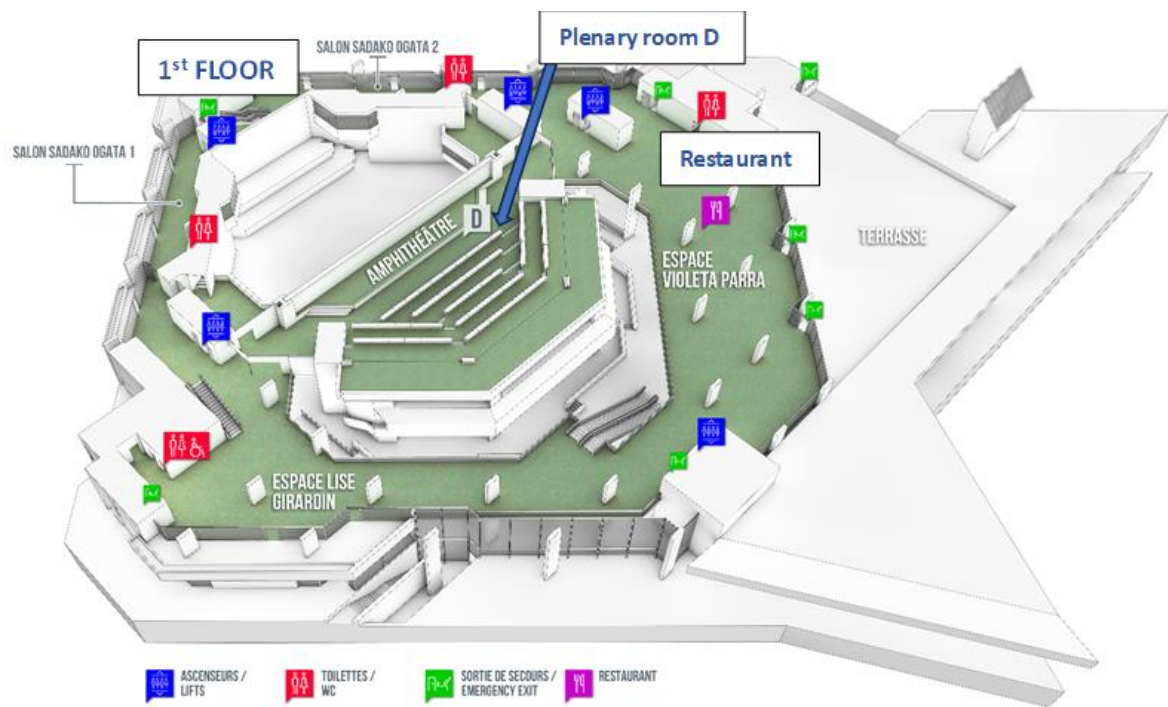 1st FLOOR
SALON SADAKO OGATA 2
Plenary room D
SALON SADAKO OGATA 1
Restaurant
D
AMPHITHÉÂTRE
ESPACE
VIOLETA PARRA
TERRASSE
ESPACE LISE
GIRARDIN
ASCENSEURS /
LIFTS
TOILETTES /
WC
SORTIE DE SECOURS /
EMERGENCY EXIT
RESTAURANT